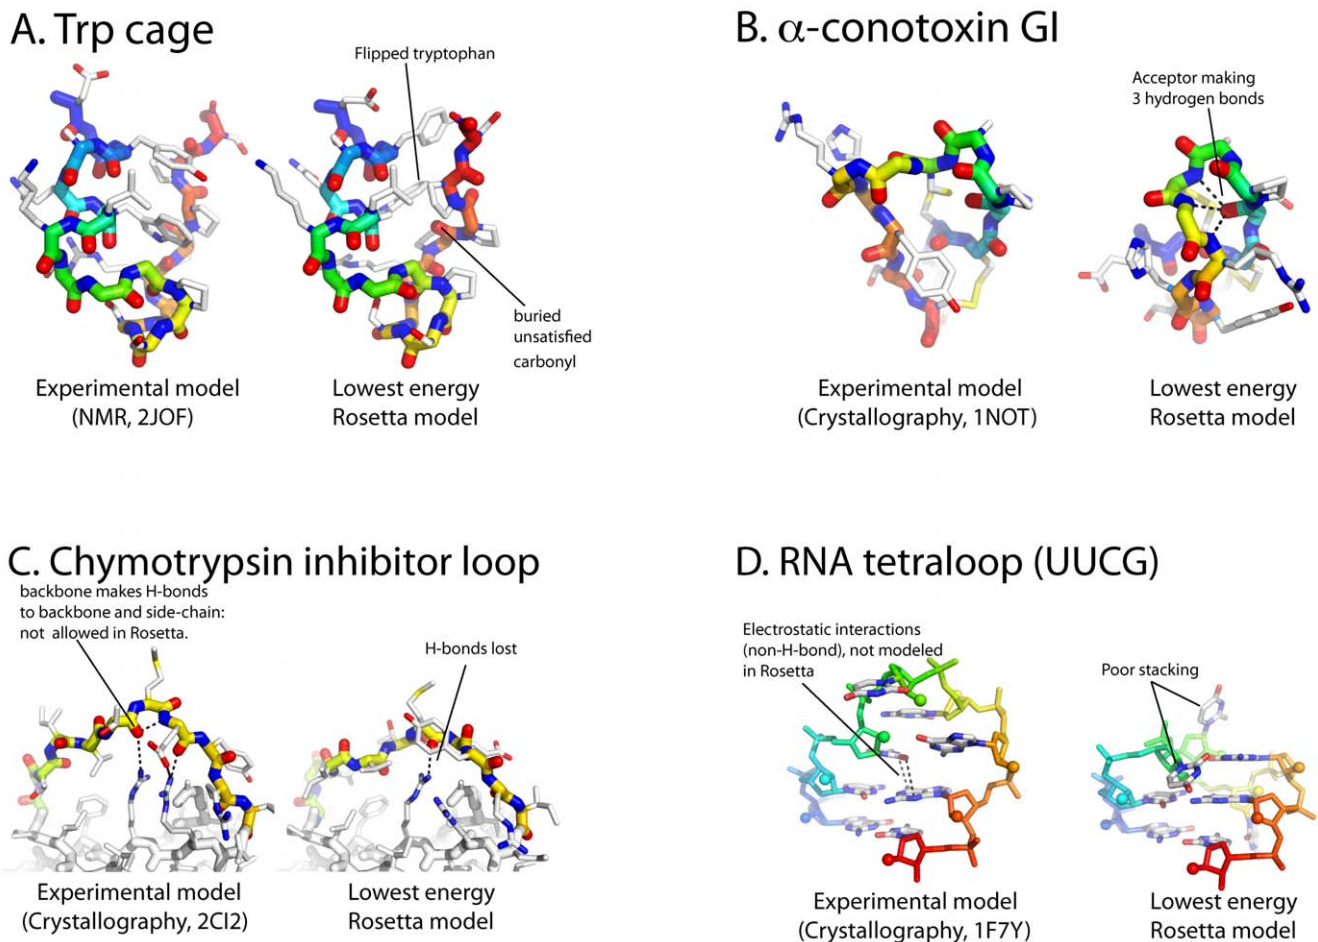 A. Trp cage
Flipped tryptophan
buried
unsatisfied
carbonyl
Experimental model
(NMR, 2JOF)
Lowest energy
Rosetta model
B. α-conotoxin GI
Acceptor making
3 hydrogen bonds
Experimental model
(Crystallography, 1NOT)
Lowest energy
Rosetta model
C. Chymotrypsin inhibitor loop
backbone makes H-bonds
to backbone and side-chain:
not allowed in Rosetta.
H-bonds lost
Experimental model
(Crystallography, 2CI2)
Lowest energy
Rosetta model
D. RNA tetraloop (UUCG)
Electrostatic interactions
(non-H-bond), not modeled
in Rosetta
Poor stacking
Experimental model
(Crystallography, 1F7Y)
Lowest energy
Rosetta model